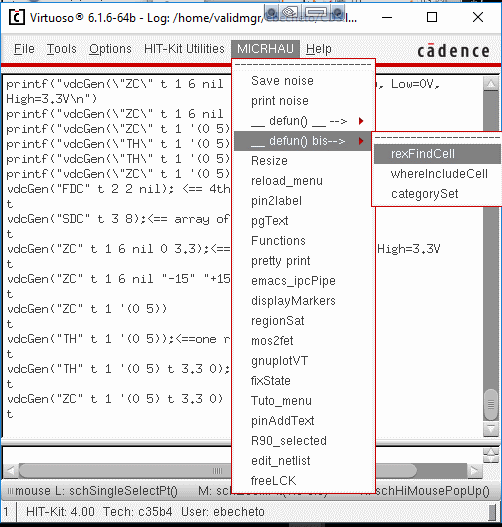 Virtuoso® 6.1.6-64b - Log: /home/validmgr/
File Tools Options HIT-Kit Utilities MICRHAU Help
cādence
printf("vdcGen(\"ZC\" t 1 6 nil , Low=0V,
High=3.3V\n")
printf("vdcGen(\"ZC\" t 1 6 nil
printf("vdcGen(\"ZC\" t 1 '(0 5)
printf("vdcGen(\"TH\" t 1 '(0 5)
printf("vdcGen(\"TH\" t 1 '(0 5)
printf("vdcGen(\"ZC\" t 1 '(0 5)
vdcGen("FDC" t 2 2 nil); <== 4th
t
vdcGen("SDC" t 3 8);<== array of
t
vdcGen("ZC" t 1 6 nil 0 3.3);<== High=3.3V
t
vdcGen("ZC" t 1 6 nil "-15" "+15
t
vdcGen("ZC" t 1 '(0 5))
t
vdcGen("TH" t 1 '(0 5));<==one r
t
vdcGen("TH" t 1 '(0 5) t 3.3 0);
t
vdcGen("ZC" t 1 '(0 5) t 3.3 0)
t
Save noise
print noise
__ defun() __ -->
__ defun() bis-->
Resize
reload_menu
pin2label
pgText
Functions
pretty print
emacs_ipcPipe
displayMarkers
regionSat
mos2fet
gnuplotVT
fixState
Tuto_menu
pinAddText
R90_selected
edit_netlist
freeLCK
rexFindCell
whereIncludeCell
categorySet
mouse L: schSingleSelectPt() M: schHiMousePopUp()
1 HIT-Kit: 4.00 Tech: c35b4 User: ebecheto